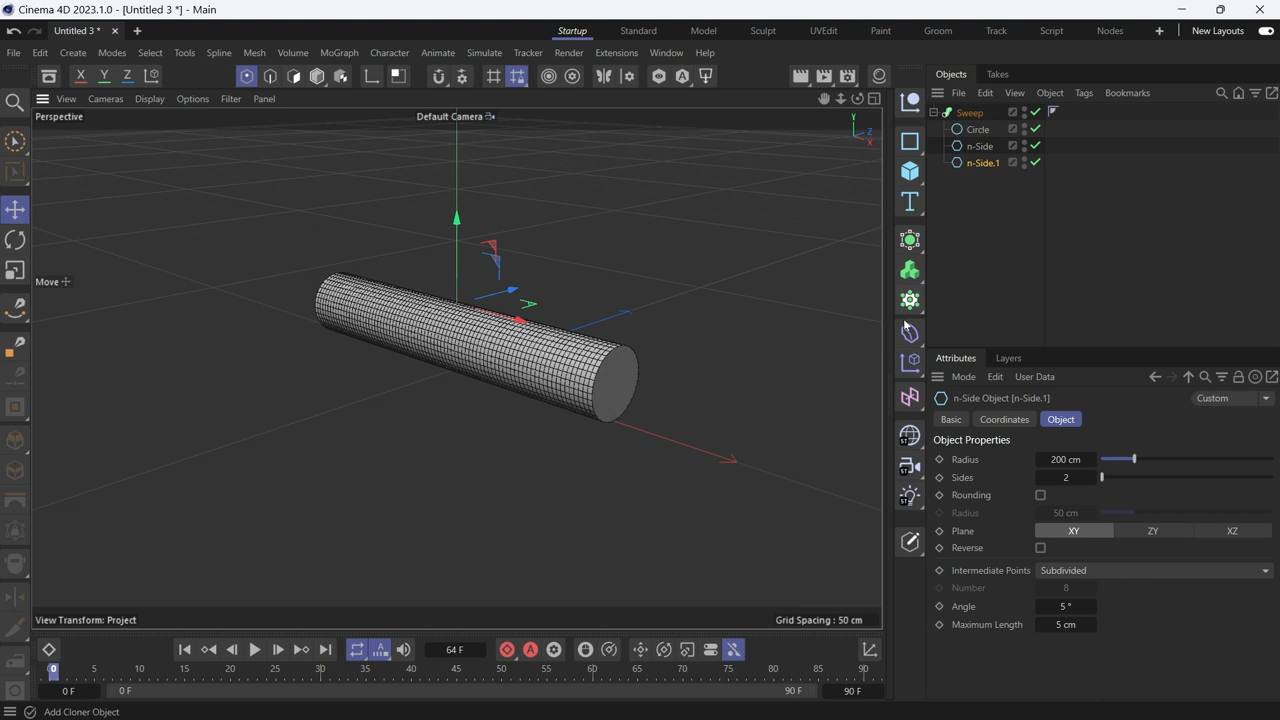 Cinema 4D 2023.1.0 - [Untitled 3 *] - Main
Untitled 3 *
Startup Standard Model Sculpt UVEdit Paint Groom Track Script Nodes New Layouts
File Edit Create Modes Select Tools Spline Mesh Volume MoGraph Character Animate Simulate Tracker Render Extensions Window Help
X Y Z
Objects Takes
View Cameras Display Options Filter Panel
File Edit View Object Tags Bookmarks
Perspective
Default Camera
Y
Z
X
Sweep
Circle
n-Side
n-Side.1
Move
Attributes Layers
Mode Edit User Data
n-Side Object [n-Side.1]
Custom
Basic Coordinates Object
Object Properties
Radius 200 cm
Sides 2
Rounding
Radius 50 cm
Plane XY ZY XZ
Reverse
Intermediate Points Subdivided
Number 8
Angle 5 °
Maximum Length 5 cm
View Transform: Project
Grid Spacing : 50 cm
64 F
0 5 10 15 20 25 30 35 40 45 50 55 60 65 70 75 80 85 90
0 F 0 F 90 F 90 F
Add Cloner Object